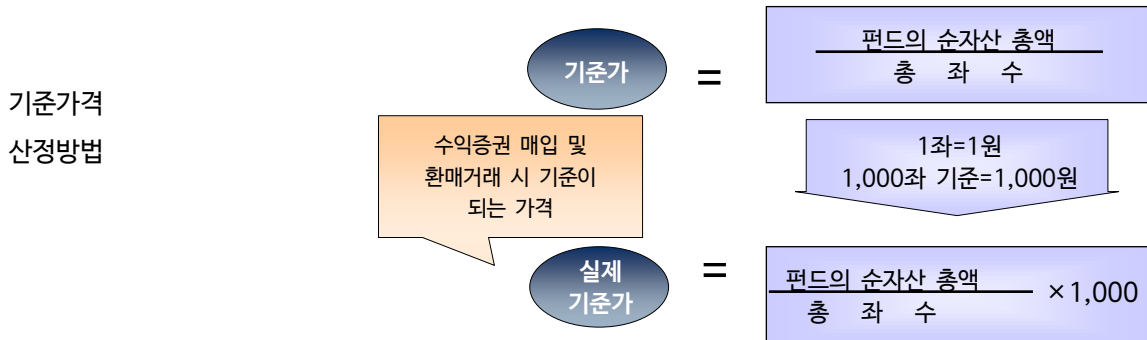 기준가격
산정방법
기준가
=
펀드의 순자산 총액
총 좌 수
수익증권 매입 및
환매거래 시 기준이
되는 가격
1좌=1원
1,000좌 기준=1,000원
실제
기준가
=
펀드의 순자산 총액
총 좌 수
×1,000